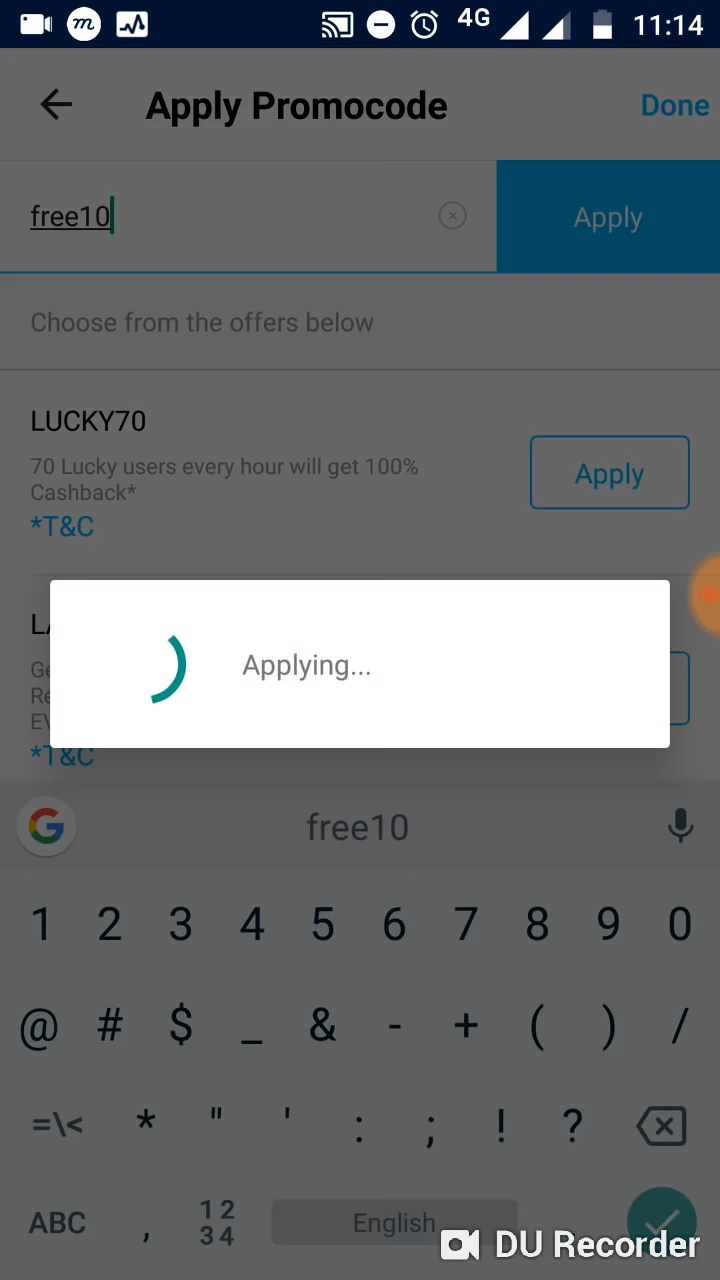 4G 11:14
Apply Promocode Done
free10 Apply
Choose from the offers below
LUCKY70
70 Lucky users every hour will get 100%
Cashback*
Apply
*T&C
Applying...
*T&C
free10
1 2 3 4 5 6 7 8 9 0
@ # $ _ & - + ( ) /
=\< * " ' : ; ! ?
ABC , 12 34 English
DU Recorder